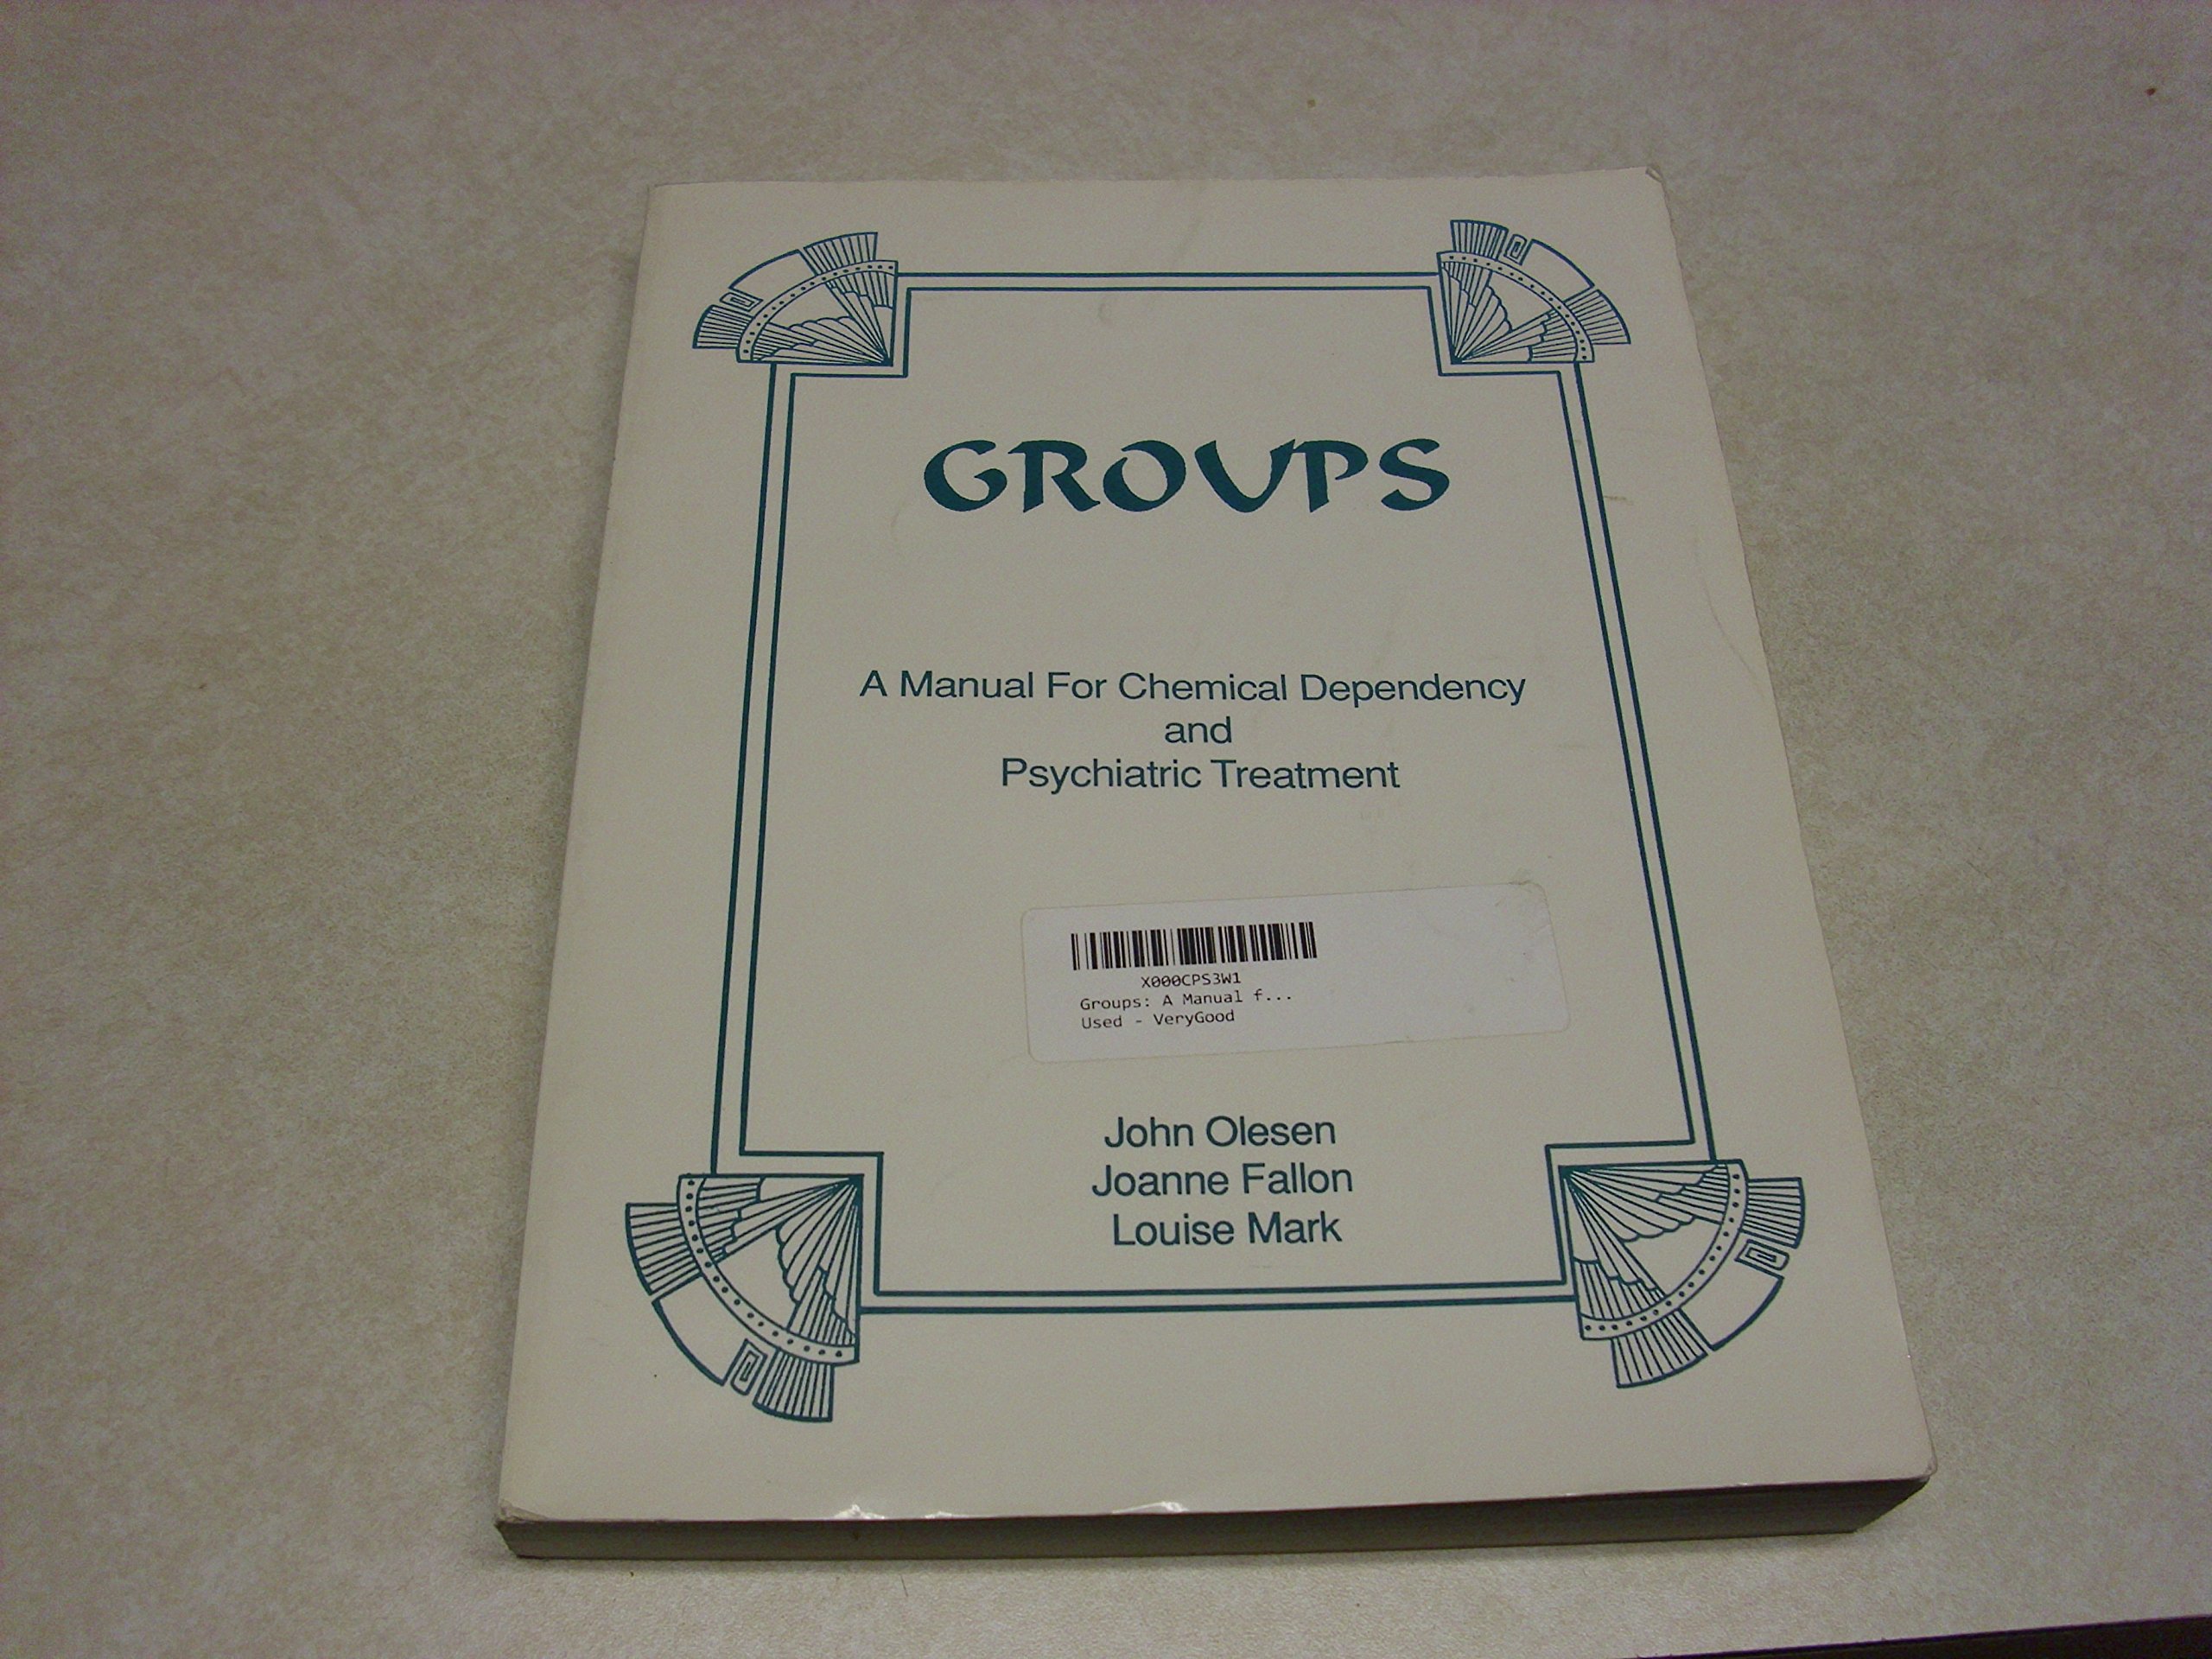 GROUPS
A Manual For Chemical Dependency
and
Psychiatric Treatment
X000CPS3W1
Groups: A Manual f...
Used - VeryGood
John Olesen
Joanne Fallon
Louise Mark